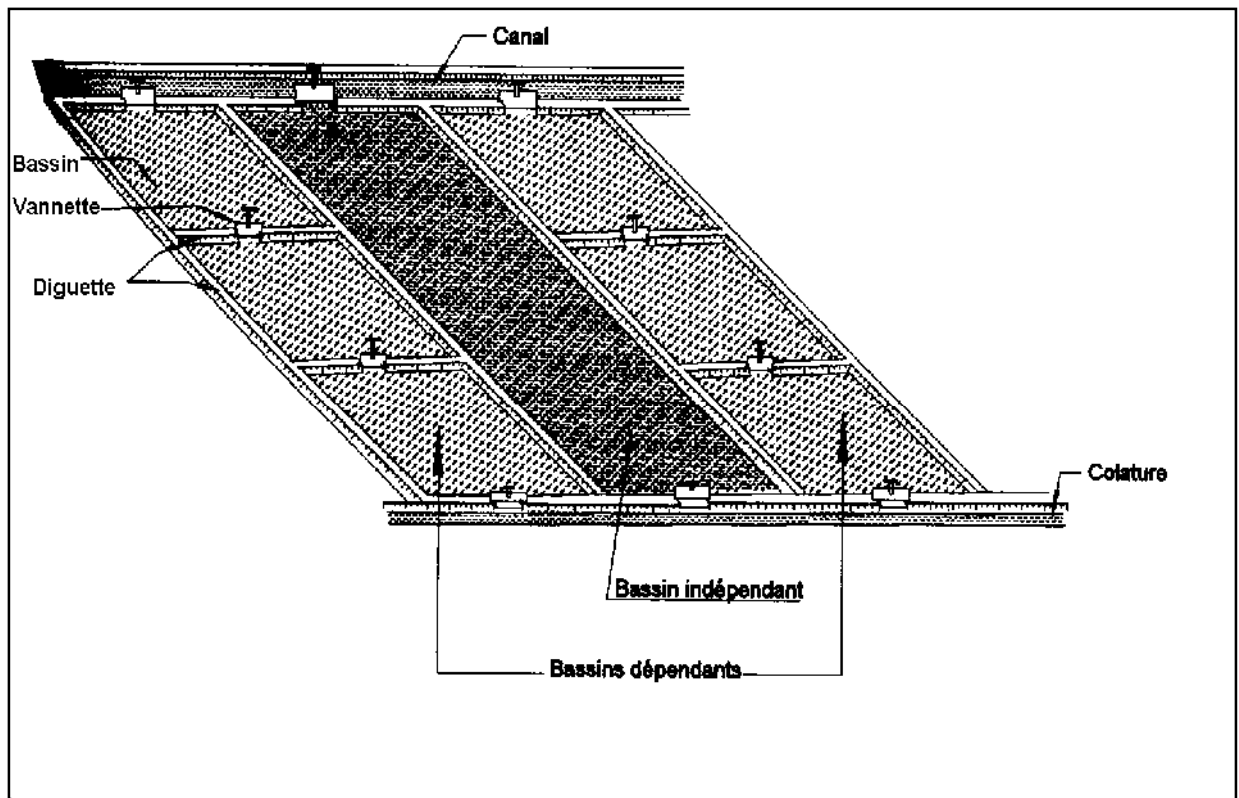 Canal
Bassin
Vannette
Diguette
Colature
Bassin indépendant
Bassins dépendants